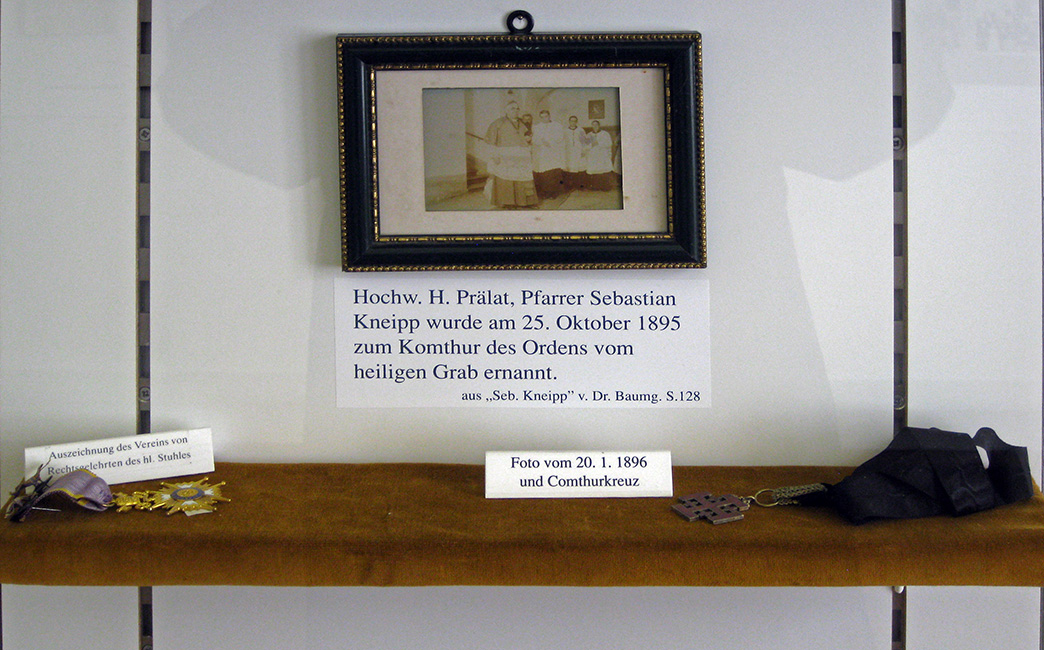 Hochw. H. Prälat, Pfarrer Sebastian
Kneipp wurde am 25. Oktober 1895
zum Komthur des Ordens vom
heiligen Grab ernannt.
aus „Seb. Kneipp” v. Dr. Baumg. S.128
Auszeichnung des Vereins von
Rechtsgelehrten des hl. Stuhles
Foto vom 20. 1. 1896
und Comthurkreuz